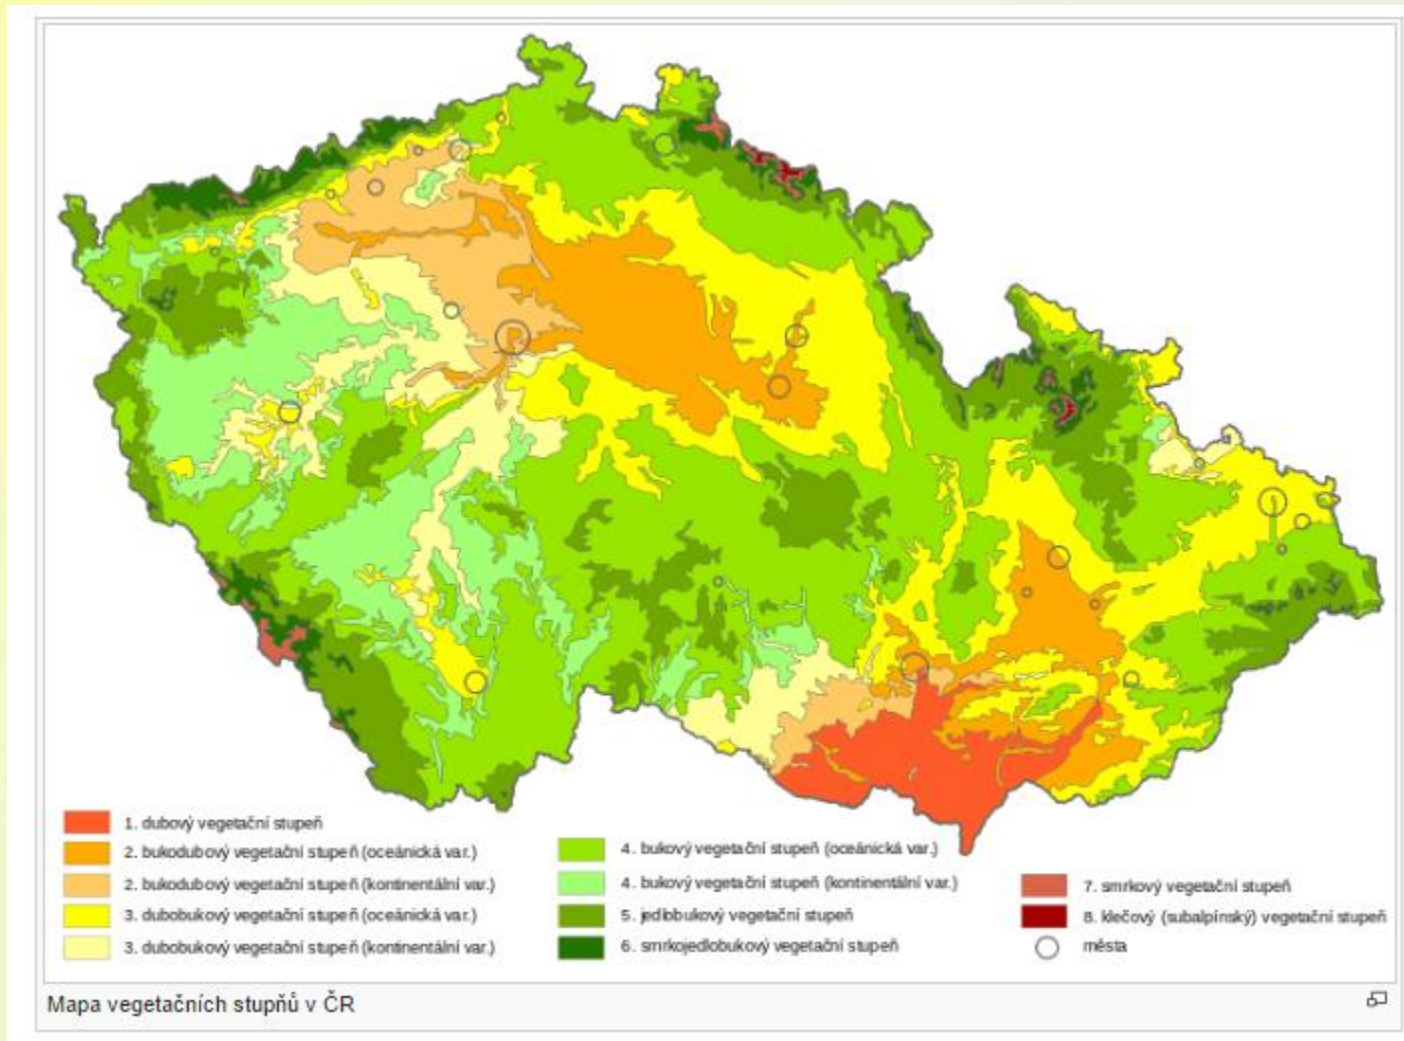 1. dubový vegetační stupeň
2. bukodubový vegetační stupeň (oceánická var.)
2. bukodubový vegetační stupeň (kontinentální var.)
3. dubobukový vegetační stupeň (oceánická var.)
3. dubobukový vegetační stupeň (kontinentální var.)
4. bukový vegetační stupeň (oceánická var.)
4. bukový vegetační stupeň (kontinentální var.)
5. jedlobukový vegetační stupeň
6. smrkojedlobukový vegetační stupeň
7. smrkový vegetační stupeň
8. klečový (subalpínský) vegetační stupeň
města
Mapa vegetačních stupňů v ČR